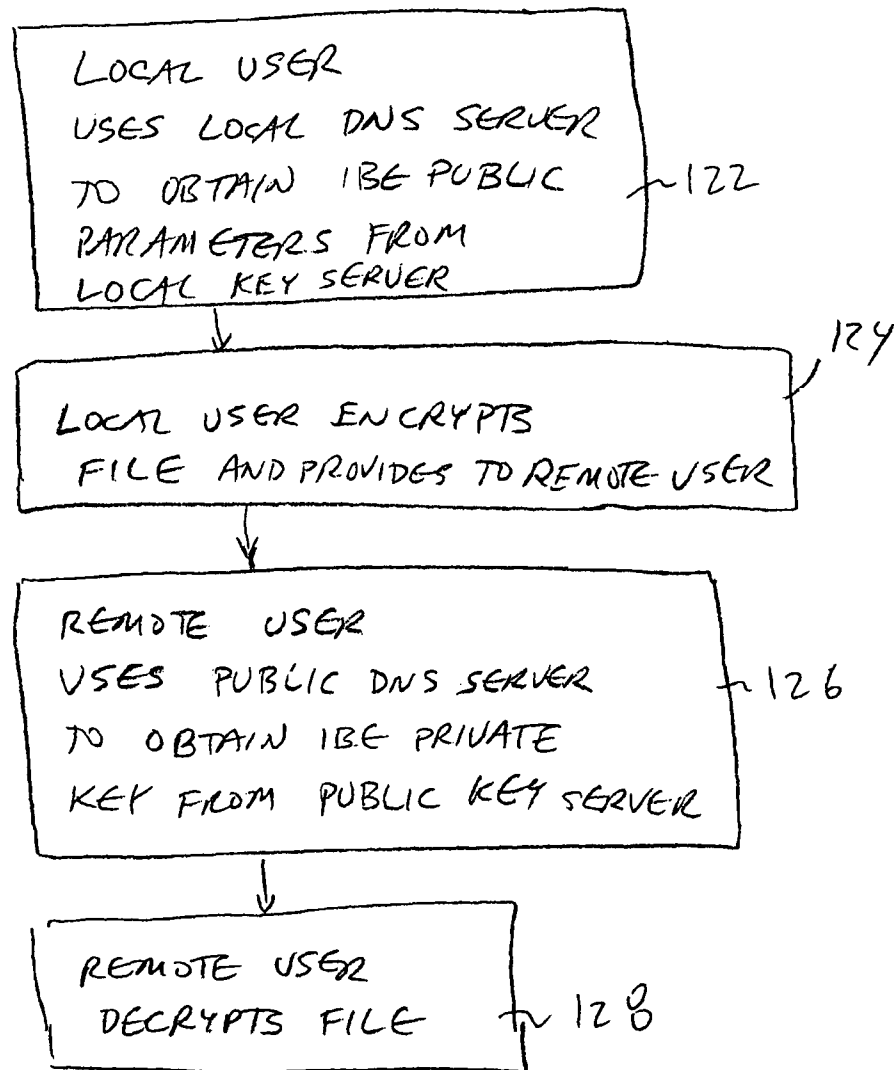 LOCAL USER
USES LOCAL DNS SERVER
TO OBTAIN IBE PUBLIC
PARAMETERS FROM
LOCAL KEY SERVER
122
124
LOCAL USER ENCRYPTS
FILE AND PROVIDES TO REMOTE USER
REMOTE USER
USES PUBLIC DNS SERVER
TO OBTAIN IBE PRIVATE
KEY FROM PUBLIC KEY SERVER
126
REMOTE USER
DECRYPTS FILE
128